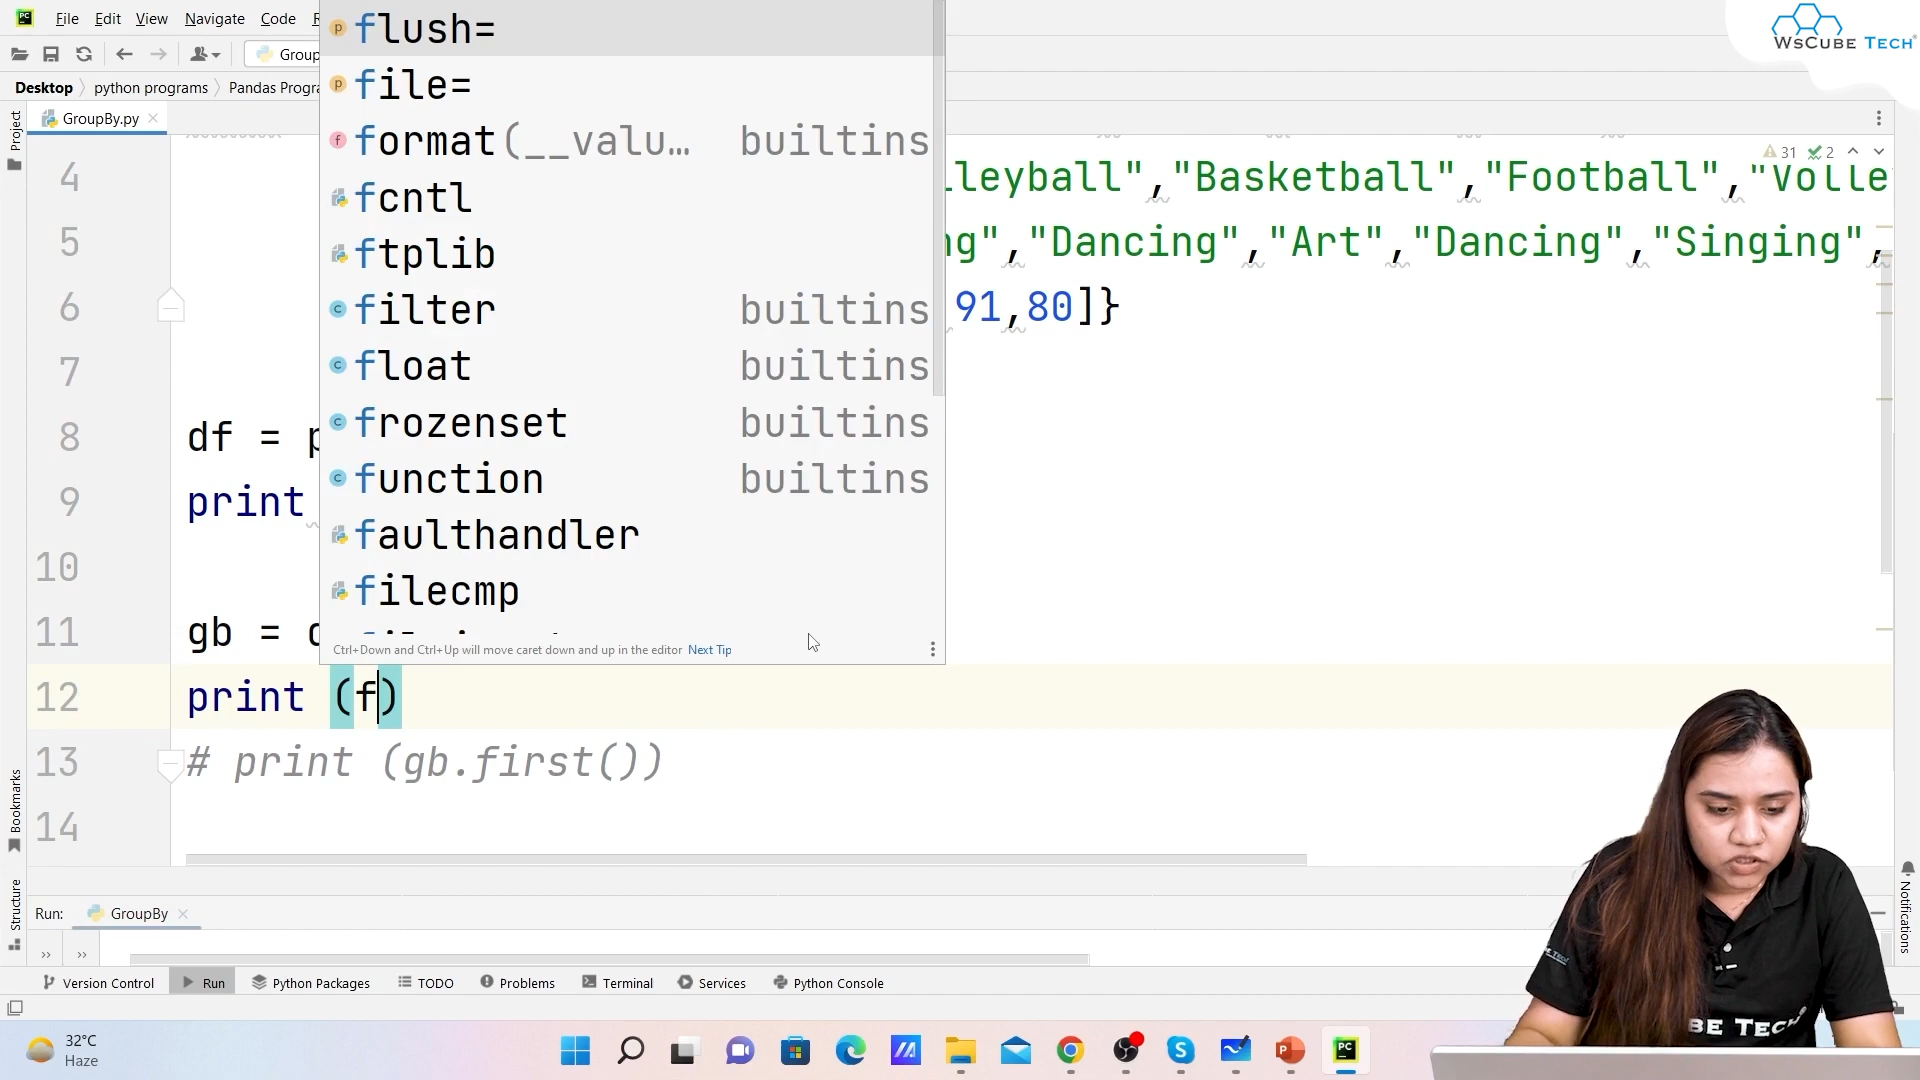 File Edit View Navigate Code
WsCube Tech
Group
Desktop python programs Pandas Progra
Project
GroupBy.py
flush=
file=
format(__valu… builtins
fcntl
ftplib
filter builtins
float builtins
frozenset builtins
function builtins
faulthandler
filecmp
Ctrl+Down and Ctrl+Up will move caret down and up in the editor Next Tip
31 2
4 lleyball","Basketball","Football","Volle
5 ng","Dancing","Art","Dancing","Singing",
6 91,80]}
7
8 df = p
9 print
10
11 gb = d
12 print (f)
13 # print (gb.first())
14
Bookmarks
Structure
Notifications
Run: GroupBy
Version Control Run Python Packages TODO Problems Terminal Services Python Console
32°C
Haze
BE TECH